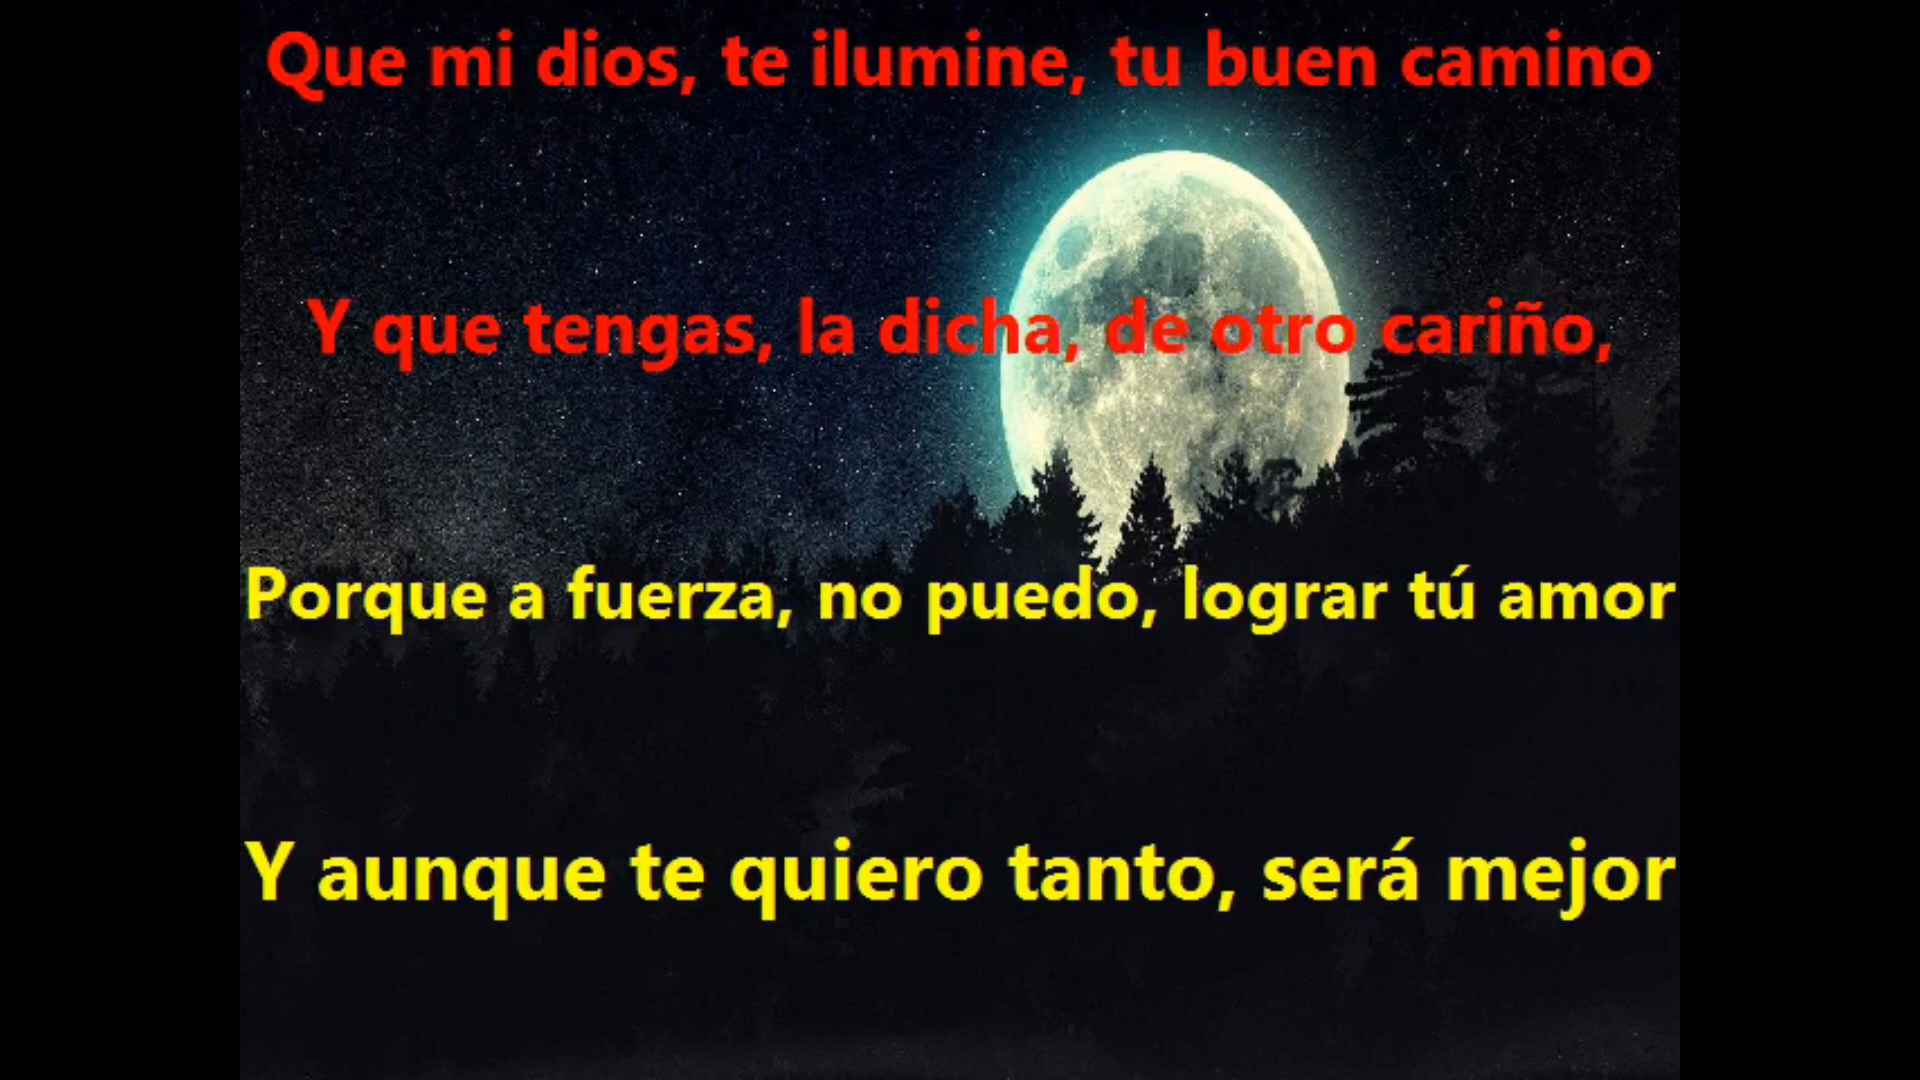 Que mi dios, te ilumine, tu buen camino
Y que tengas, la dicha, de otro cariño,
Porque a fuerza, no puedo, lograr tú amor
Y aunque te quiero tanto, será mejor